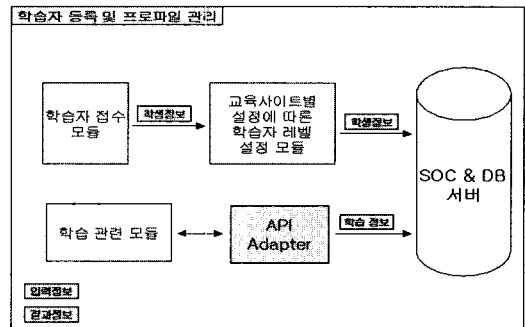 학습자 등록 및 프로파일 관리
학습자 접수
모듈
학생정보
교육사이트별
설정에 따른
학습자 레벨
설정 모듈
학생정보
SOC & DB
서버
학습 관련 모듈
API
Adapter
학습 정보
입력정보
결과정보